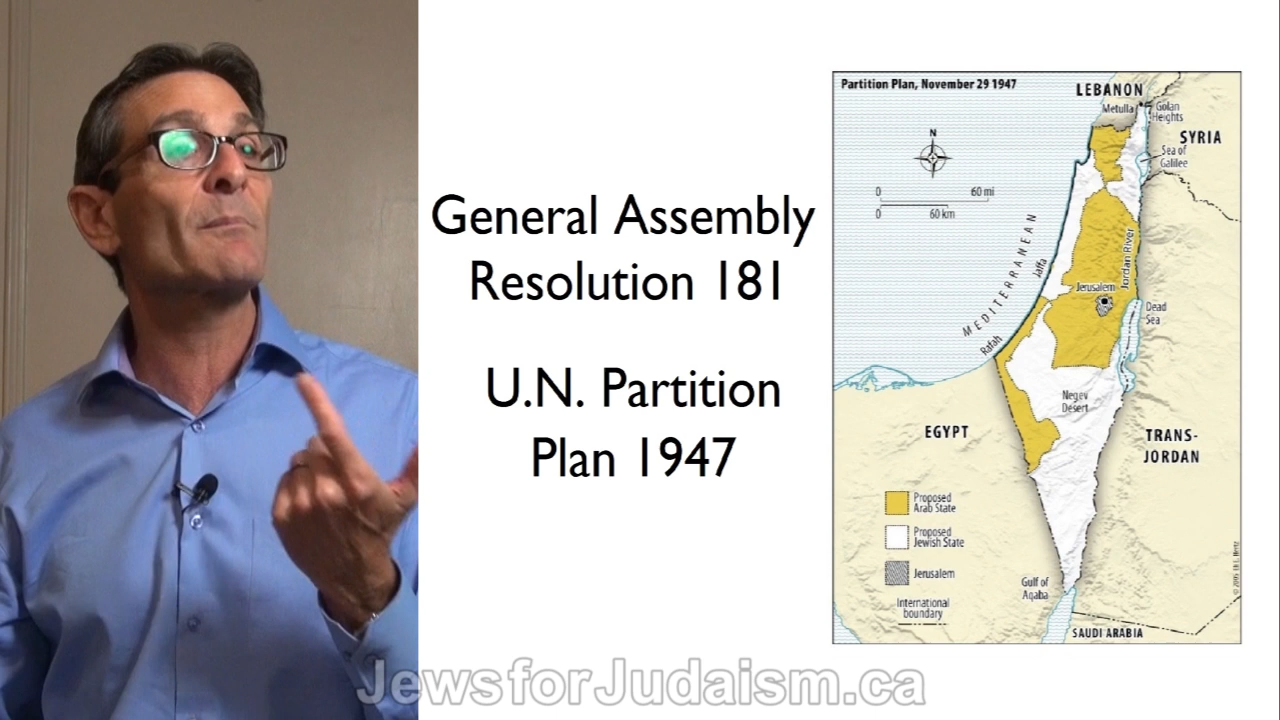 General Assembly
Resolution 181
U.N. Partition
Plan 1947
Partition Plan, November 29 1947
LEBANON
Metulla
Golan
Heights
SYRIA
Sea of
Galilee
N
0
60 mi
0
60 km
MEDITERRANEAN
Jaffa
Jordan River
Jerusalem
Dead
Sea
Rafah
Negev
Desert
EGYPT
TRANS-
JORDAN
Proposed
Arab State
Proposed
Jewish State
Jerusalem
International
boundary
Gulf of
Aqaba
SAUDI ARABIA
JewsforJudaism.ca